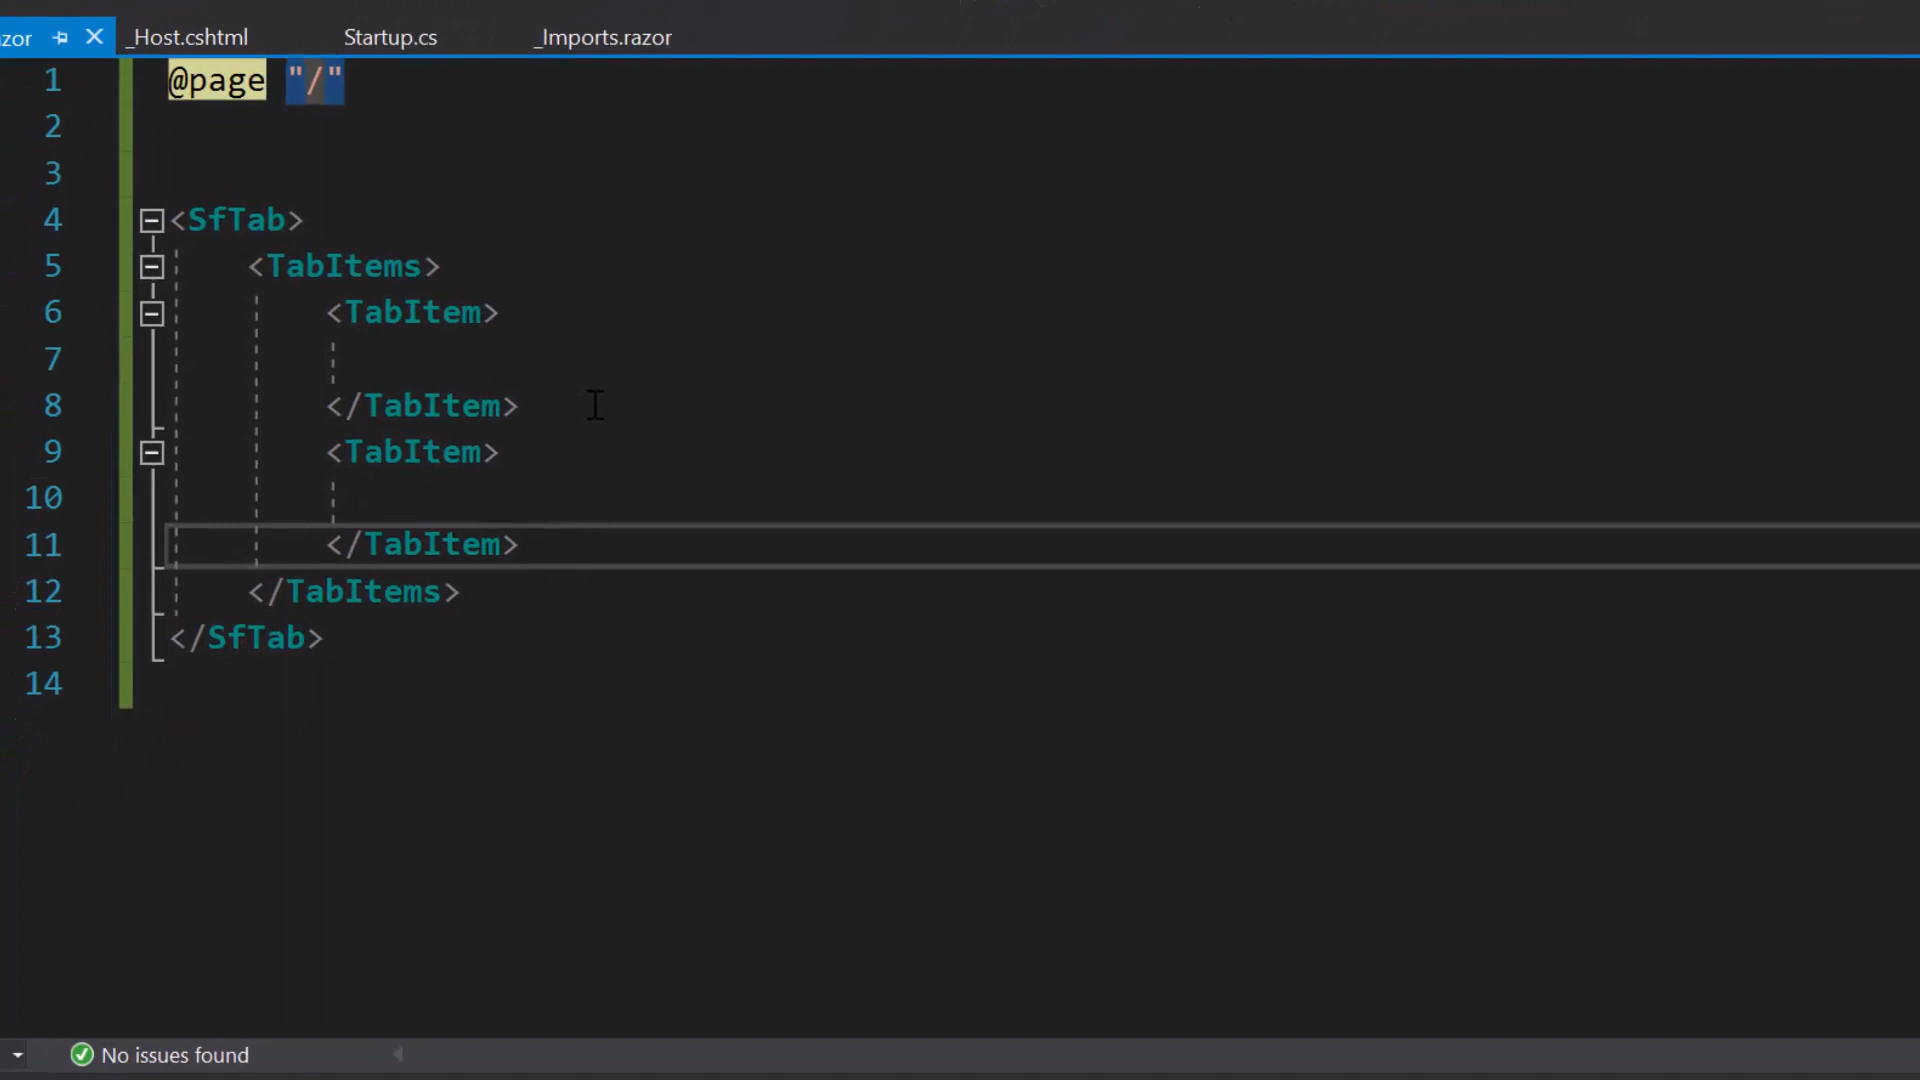 zor _Host.cshtml Startup.cs _Imports.razor
1 @page "/"
2
3
4 <SfTab>
5 <TabItems>
6 <TabItem>
7
8 </TabItem>
9 <TabItem>
10
11 </TabItem>
12 </TabItems>
13 </SfTab>
14
No issues found